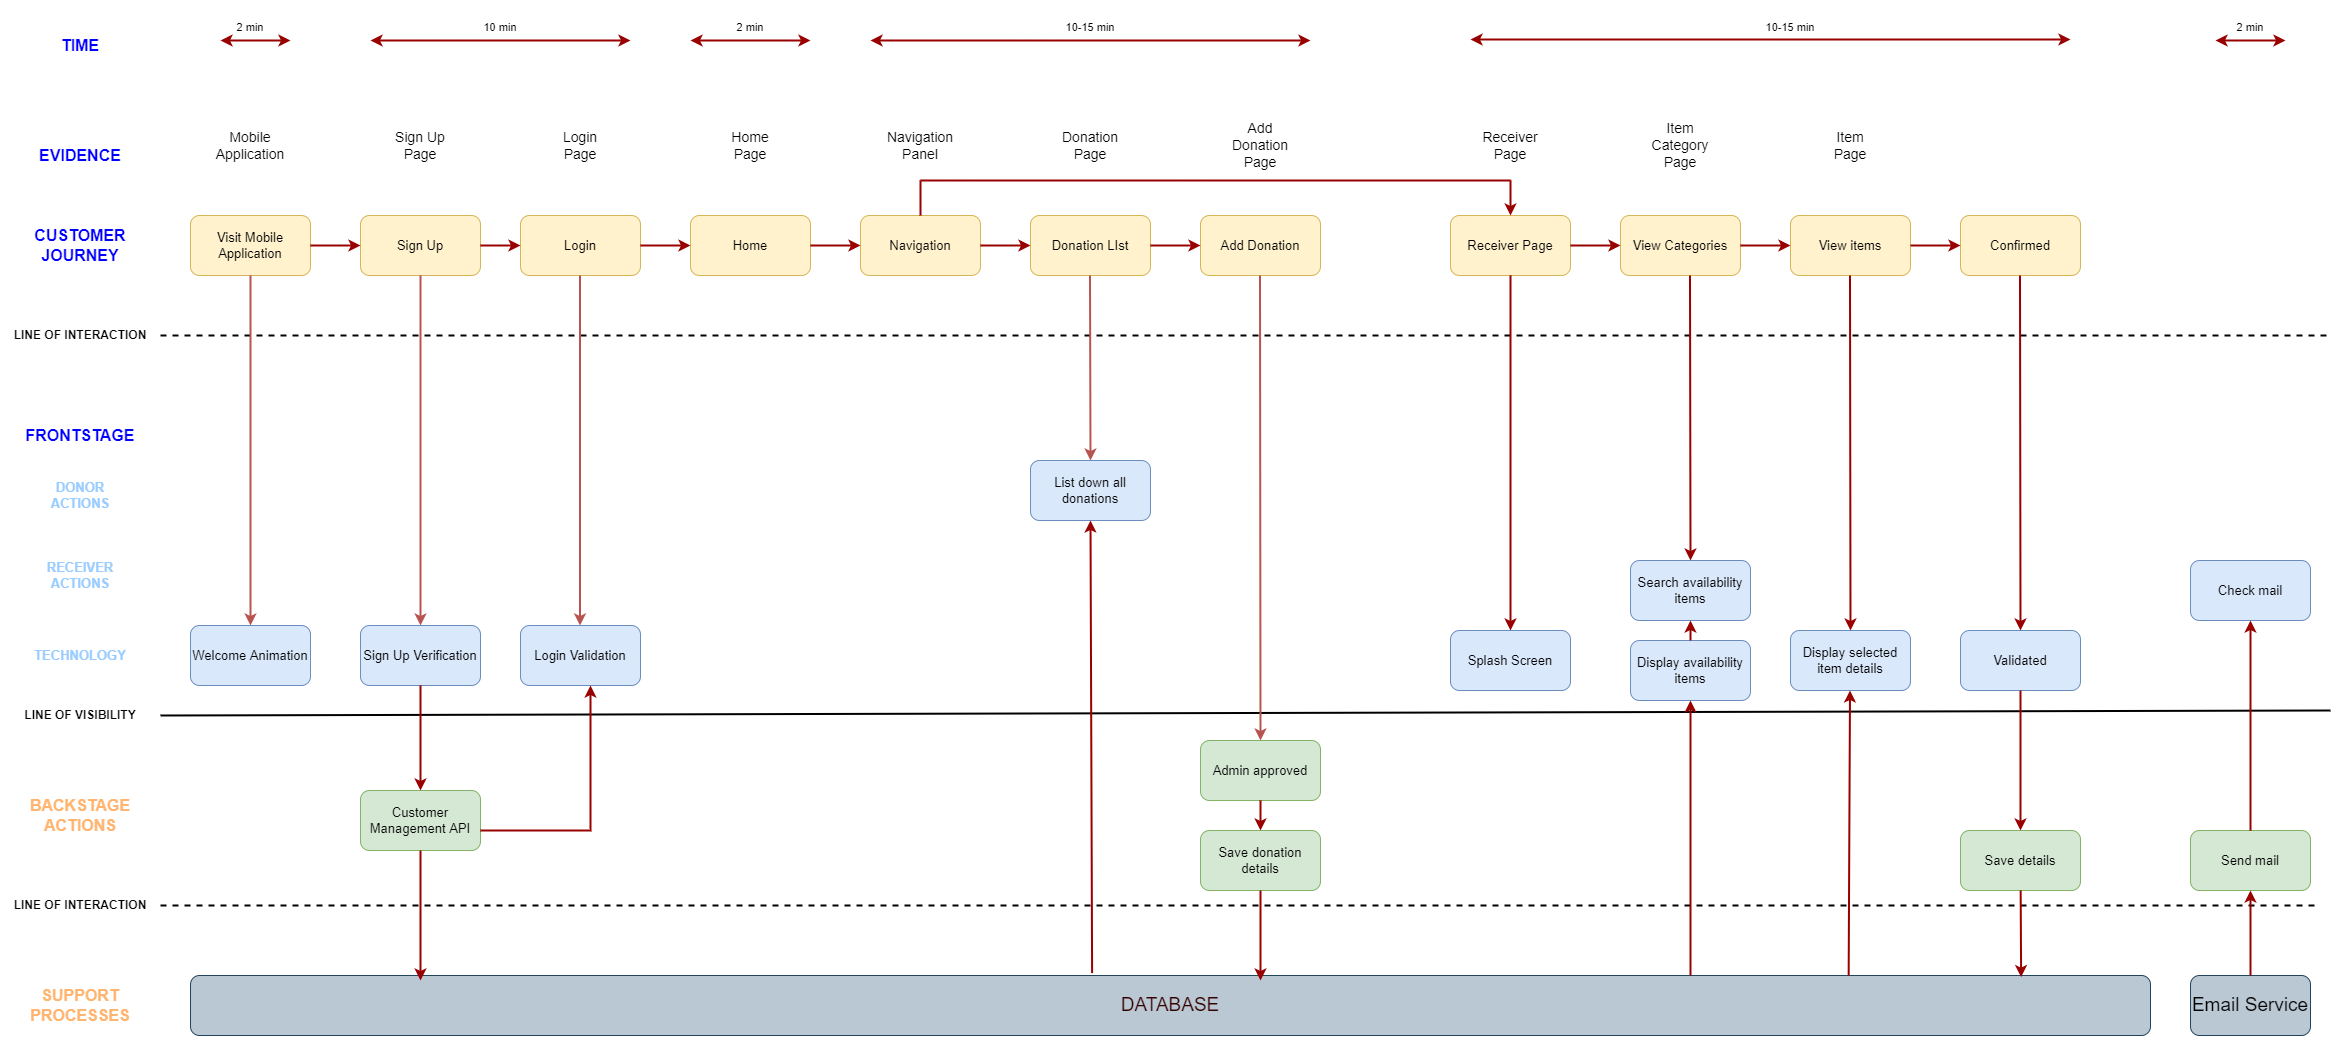 TIME
2 min
10 min
2 min
10-15 min
10-15 min
2 min
EVIDENCE
Mobile
Application
Sign Up
Page
Login
Page
Home
Page
Navigation
Panel
Donation
Page
Add
Donation
Page
Receiver
Page
Item
Category
Page
Item
Page
CUSTOMER
JOURNEY
Visit Mobile
Application
Sign Up
Login
Home
Navigation
Donation LIst
Add Donation
Receiver Page
View Categories
View items
Confirmed
LINE OF INTERACTION
FRONTSTAGE
DONOR
ACTIONS
List down all
donations
RECEIVER
ACTIONS
Search availability
items
Check mail
TECHNOLOGY
Welcome Animation
Sign Up Verification
Login Validation
Splash Screen
Display availability
items
Display selected
item details
Validated
LINE OF VISIBILITY
BACKSTAGE
ACTIONS
Customer
Management API
Admin approved
Save donation
details
Save details
Send mail
LINE OF INTERACTION
SUPPORT
PROCESSES
DATABASE
Email Service